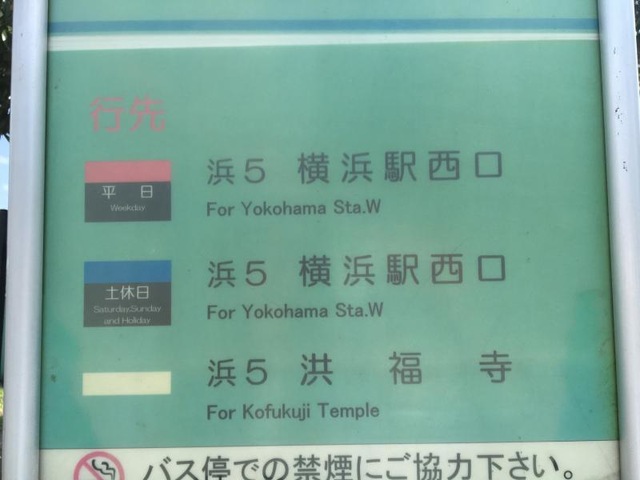 行先
平日
Weekday
浜5 横浜駅西口
For Yokohama Sta.W
土休日
Saturday,Sunday
and Holiday
浜5 横浜駅西口
For Yokohama Sta.W
浜5 洪福寺
For Kofukuji Temple
バス停での禁煙にご協力下さい。